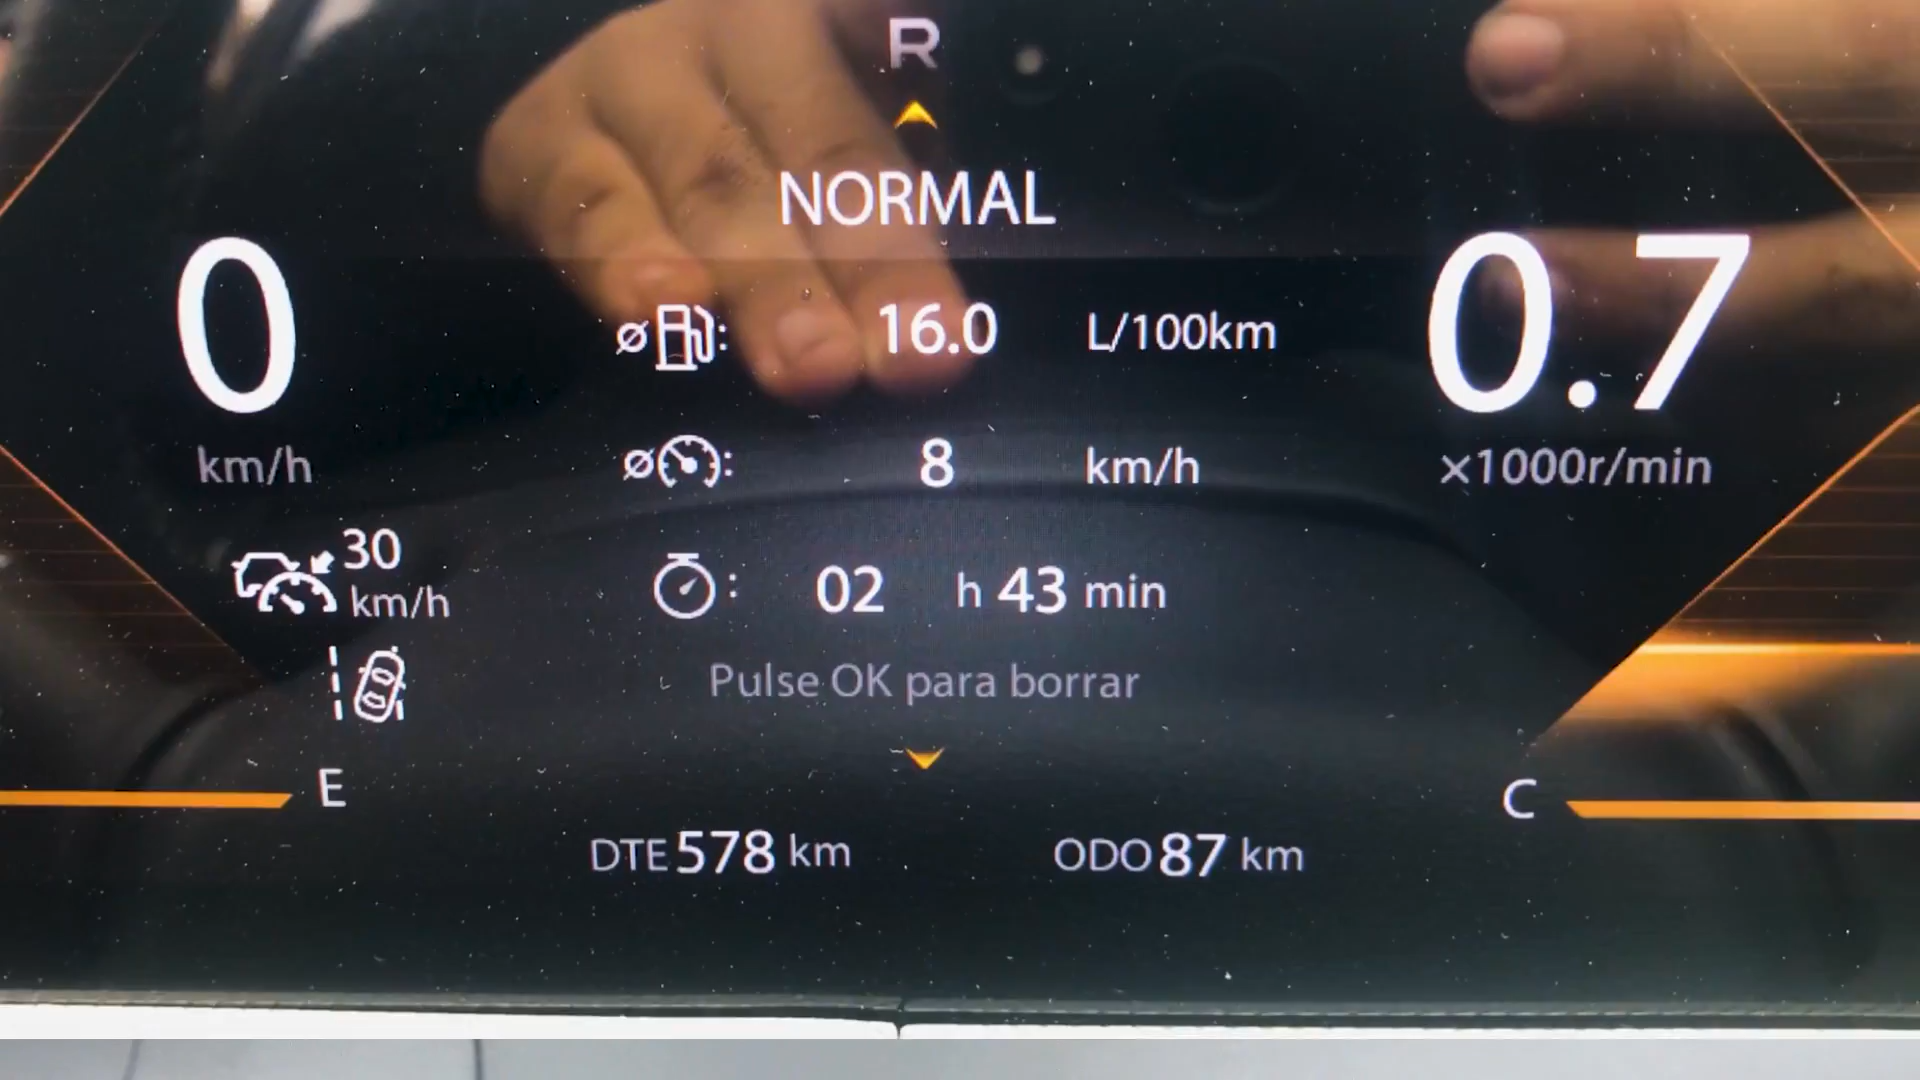 R
NORMAL
0
km/h
0.7
×1000r/min
ø : 16.0 L/100km
ø : 8 km/h
: 02 h 43 min
30
km/h
Pulse OK para borrar
E
C
DTE 578 km
ODO 87 km